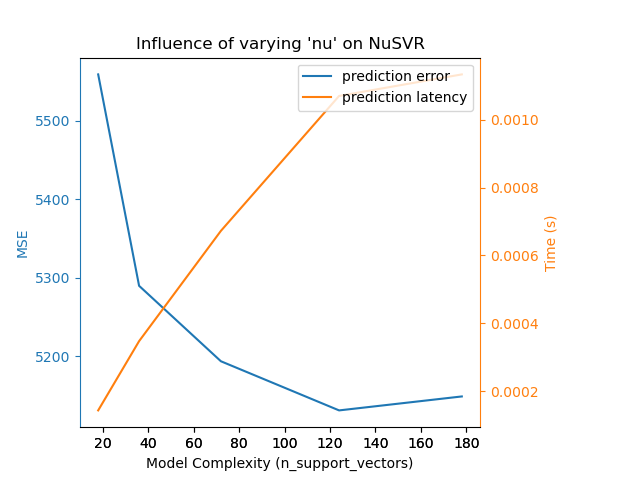 Influence of varying 'nu' on NuSVR
prediction error
prediction latency
5500
5400
5300
5200
MSE
0.0010
0.0008
0.0006
0.0004
0.0002
Time (s)
20 40 60 80 100 120 140 160 180
Model Complexity (n_support_vectors)